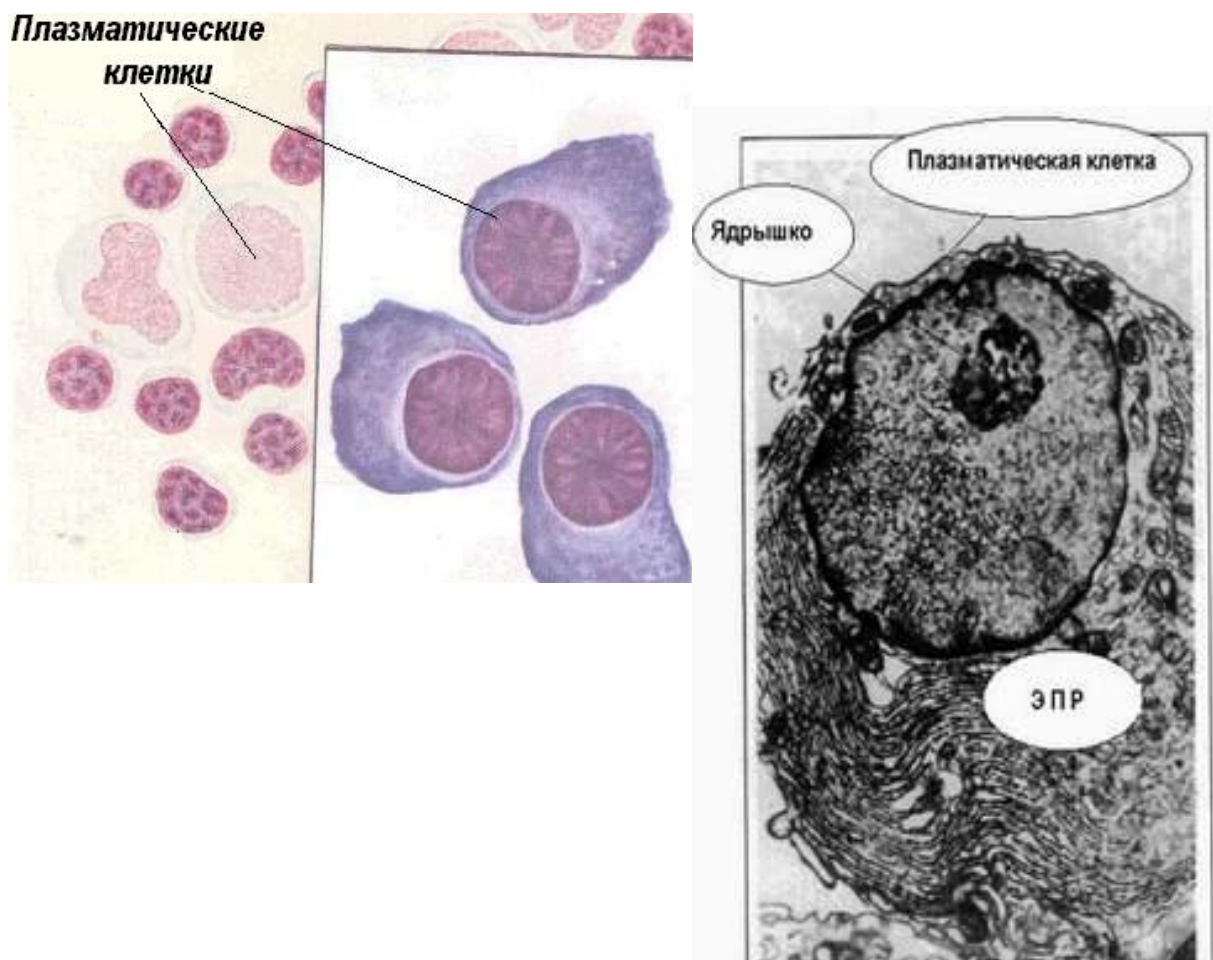 Плазматические
клетки
Плазматическая клетка
Ядрышко
ЭПР